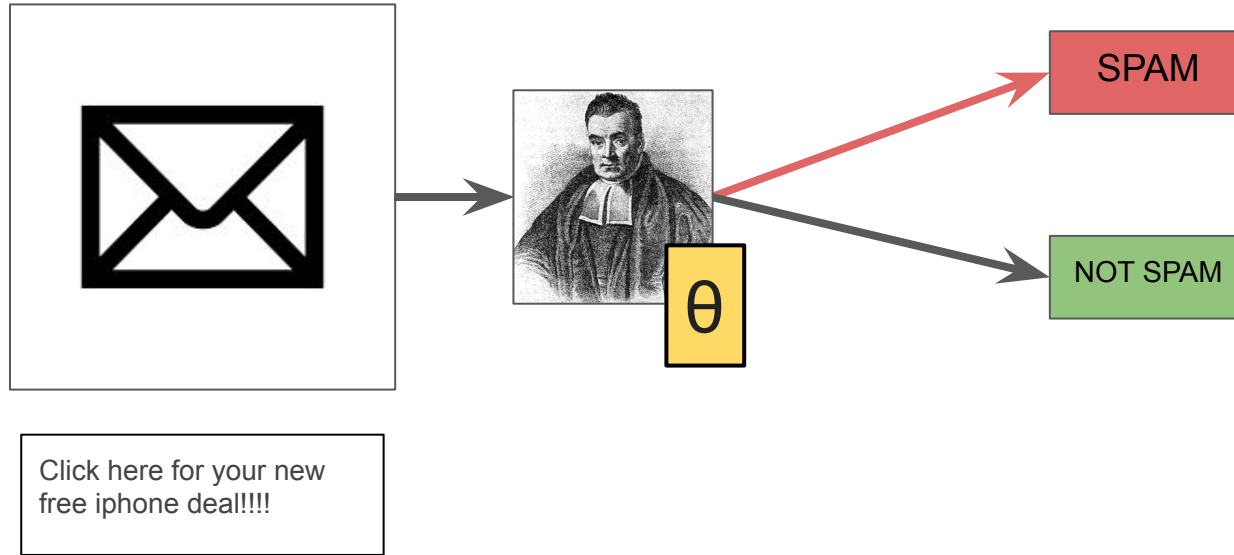 SPAM
θ
NOT SPAM
Click here for your new
free iphone deal!!!!